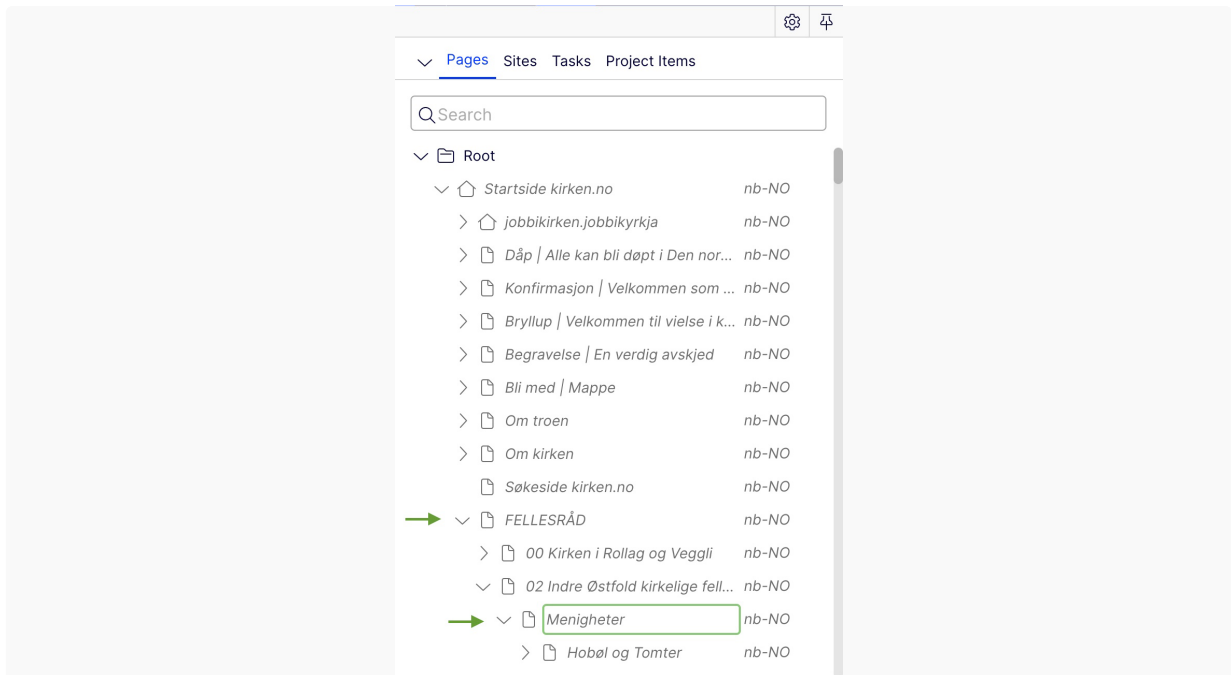 Pages Sites Tasks Project Items
Search
Root
Startside kirken.no nb-NO
jobbikirken.jobbikyrkja nb-NO
Dåp | Alle kan bli døpt i Den nor... nb-NO
Konfirmasjon | Velkommen som ... nb-NO
Bryllup | Velkommen til vielse i k... nb-NO
Begravelse | En verdig avskjed nb-NO
Bli med | Mappe nb-NO
Om troen nb-NO
Om kirken nb-NO
Søkeside kirken.no nb-NO
FELLESRÅD nb-NO
00 Kirken i Rollag og Veggli nb-NO
02 Indre Østfold kirkelige fell... nb-NO
Menigheter nb-NO
Hobøl og Tomter nb-NO